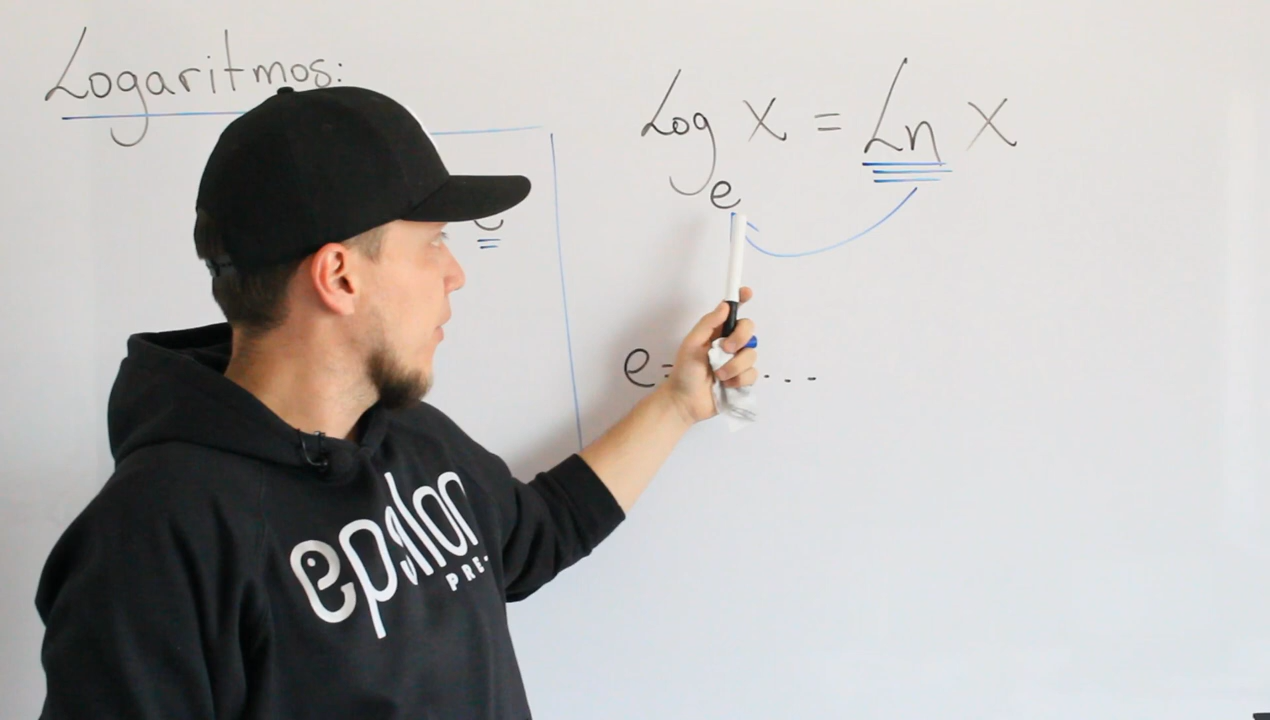 Logaritmos:
Log e X = Ln X
e
e= ...
epsilon
PRE-